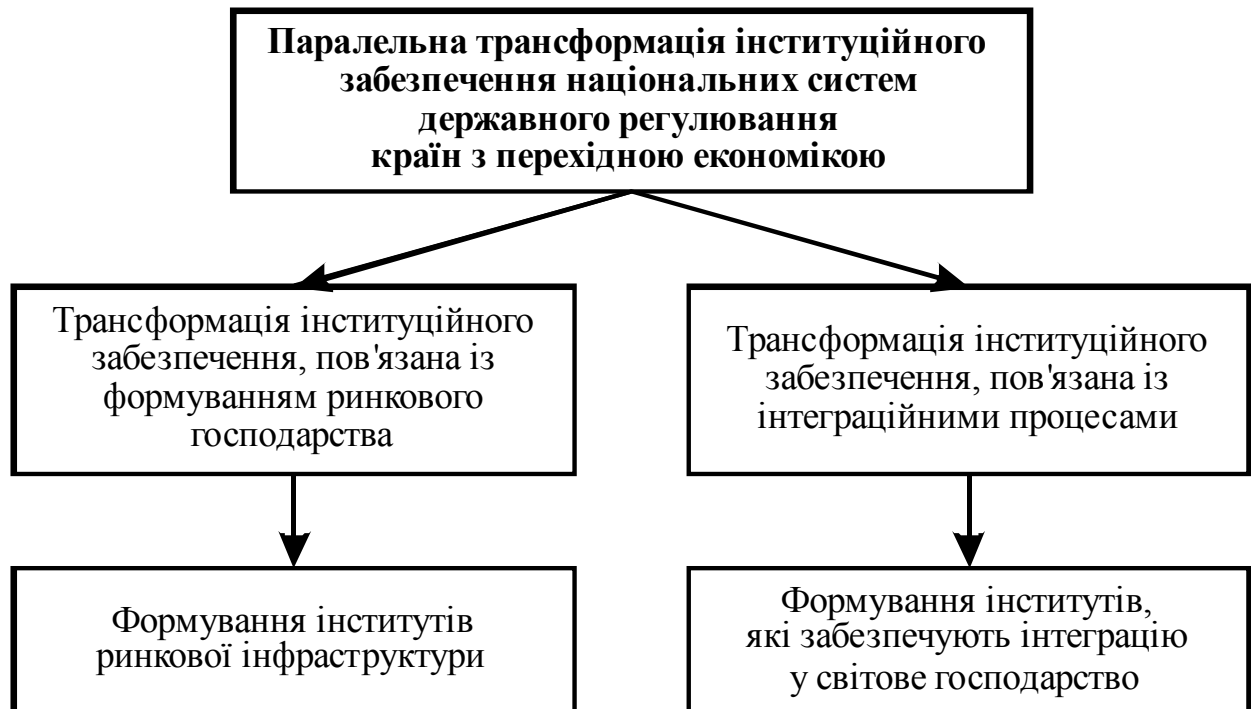 Паралельна трансформація інституційного
забезпечення національних систем
державного регулювання
країн з перехідною економікою
Трансформація інституційного
забезпечення, пов'язана із
формуванням ринкового
господарства
Трансформація інституційного
забезпечення, пов'язана із
інтеграційними процесами
Формування інститутів
ринкової інфраструктури
Формування інститутів,
які забезпечують інтеграцію
у світове господарство